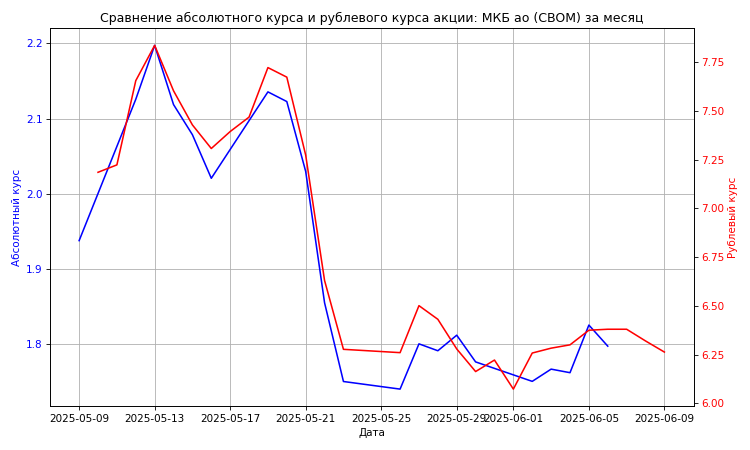 Сравнение абсолютного курса и рублевого курса акции: МКБ ао (CBOM) за месяц
2.2
2.1
2.0
1.9
1.8
Абсолютный курс
7.75
7.50
7.25
7.00
6.75
6.50
6.25
6.00
Рублевый курс
2025-05-09 2025-05-13 2025-05-17 2025-05-21 2025-05-25 2025-05-29 2025-06-01 2025-06-05 2025-06-09
Дата